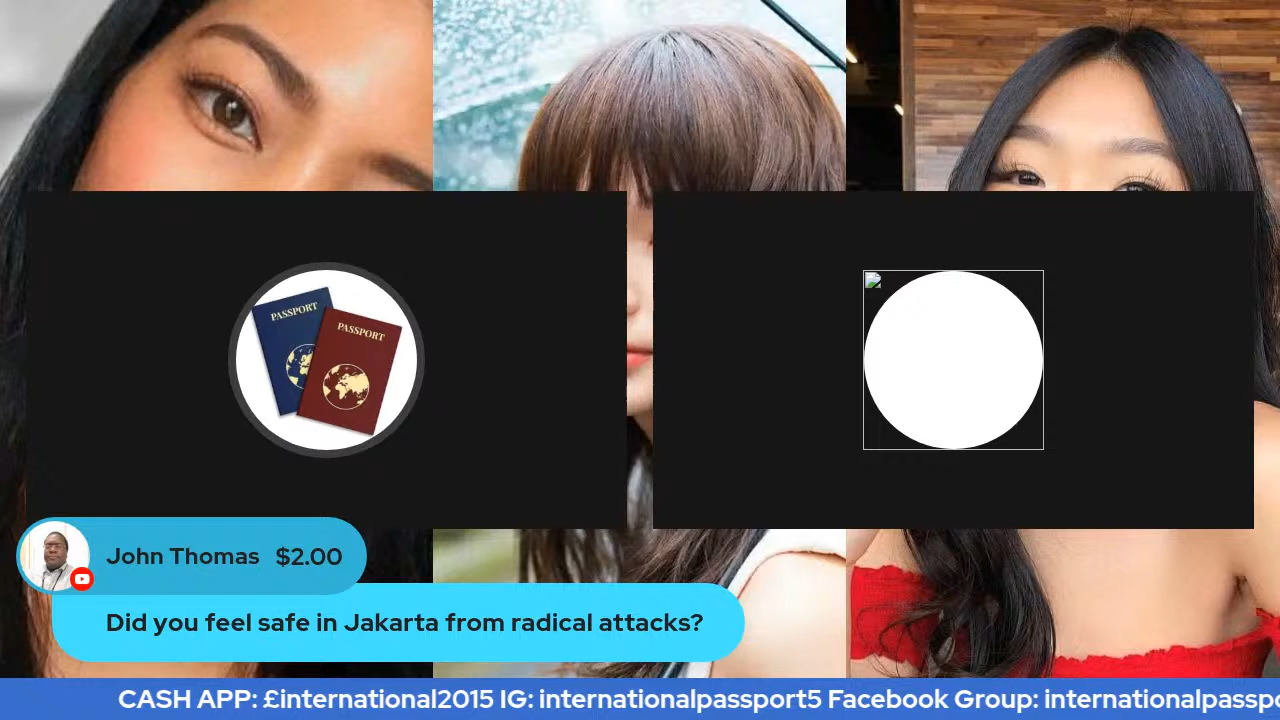 PASSPORT
PASSPORT
John Thomas $2.00
Did you feel safe in Jakarta from radical attacks?
CASH APP: £international2015 IG: internationalpassport5 Facebook Group: internationalpassp